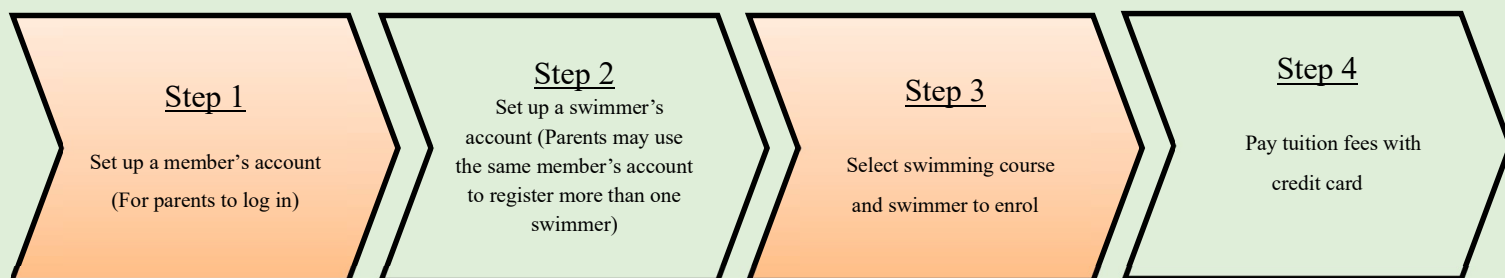 Step 1
Set up a member’s account
(For parents to log in)
Step 2
Set up a swimmer’s
account (Parents may use
the same member’s account
to register more than one
swimmer)
Step 3
Select swimming course
and swimmer to enrol
Step 4
Pay tuition fees with
credit card